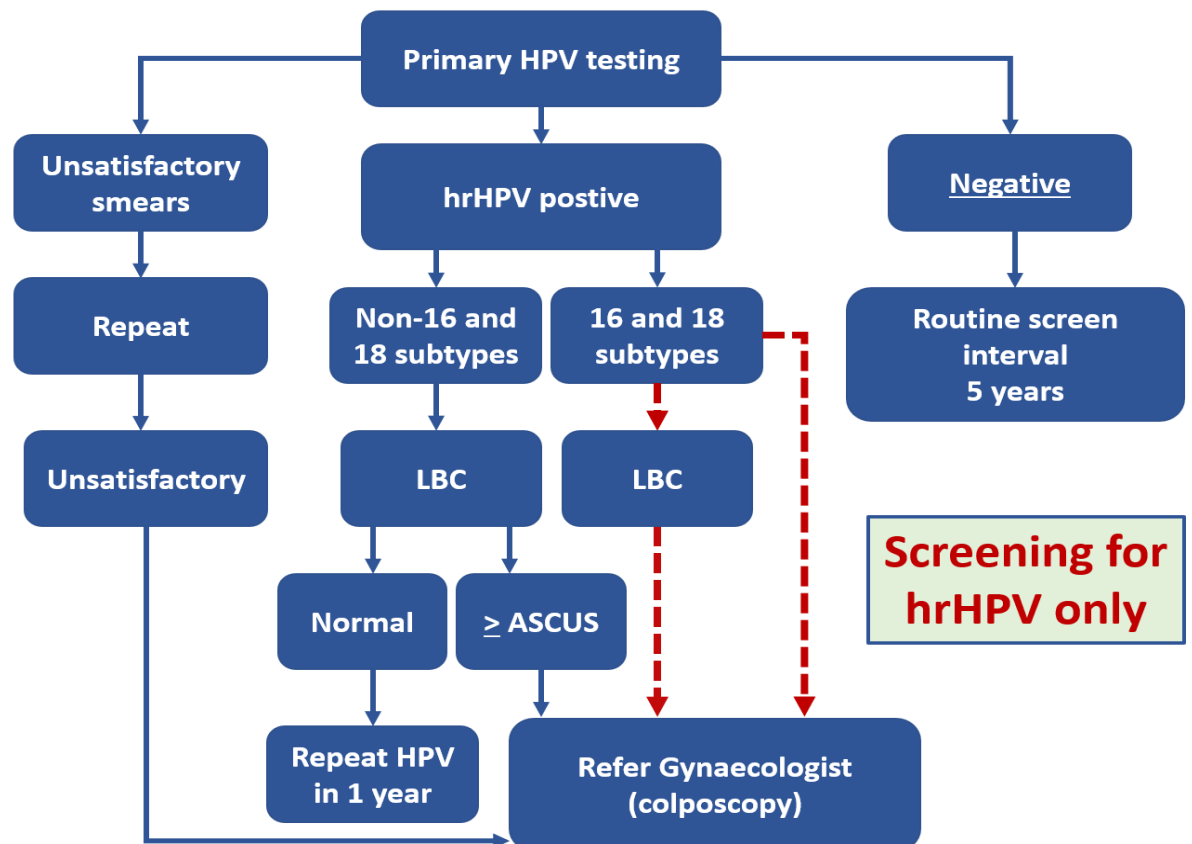 Primary HPV testing
Unsatisfactory
smears
hrHPV postive
Negative
Repeat
Non-16 and
18 subtypes
16 and 18
subtypes
Routine screen
interval
5 years
Unsatisfactory
LBC
LBC
Screening for
hrHPV only
Normal
≥ ASCUS
Repeat HPV
in 1 year
Refer Gynaecologist
(colposcopy)